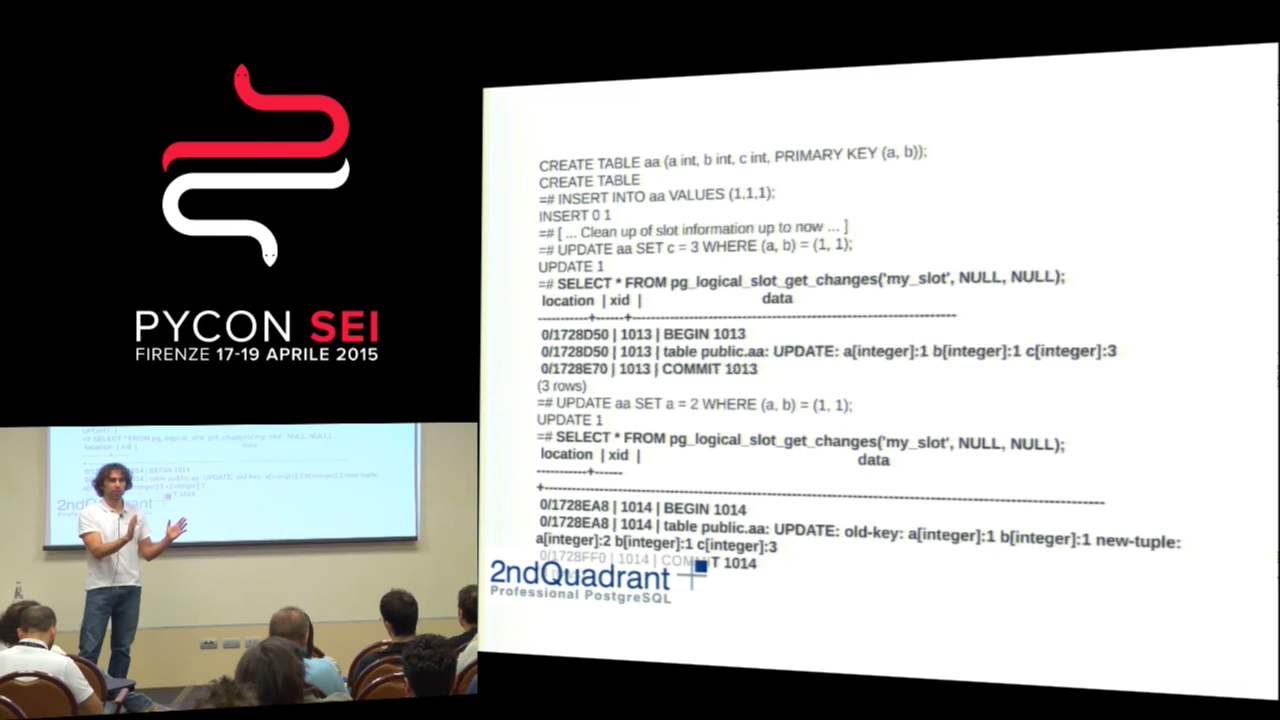 PYCON SEI
FIRENZE 17-19 APRILE 2015
CREATE TABLE aa (a int, b int, c int, PRIMARY KEY (a, b));
CREATE TABLE
=# INSERT INTO aa VALUES (1,1,1);
INSERT 0 1
=# [ ... Clean up of slot information up to now ... ]
=# UPDATE aa SET c = 3 WHERE (a, b) = (1, 1);
UPDATE 1
=# SELECT * FROM pg_logical_slot_get_changes('my_slot', NULL, NULL);
location | xid | data
-----------+------+---------------------------------------------------------------
0/1728D50 | 1013 | BEGIN 1013
0/1728D50 | 1013 | table public.aa: UPDATE: a[integer]:1 b[integer]:1 c[integer]:3
0/1728E70 | 1013 | COMMIT 1013
(3 rows)
=# UPDATE aa SET a = 2 WHERE (a, b) = (1, 1);
UPDATE 1
=# SELECT * FROM pg_logical_slot_get_changes('my_slot', NULL, NULL);
location | xid | data
-----------+------
+---------------------------------------------------------------------------------------------------------------
0/1728EA8 | 1014 | BEGIN 1014
0/1728EA8 | 1014 | table public.aa: UPDATE: old-key: a[integer]:1 b[integer]:1 new-tuple:
a[integer]:2 b[integer]:1 c[integer]:3
0/1728FF0 | 1014 | COMMIT 1014
2ndQuadrant
Professional PostgreSQL